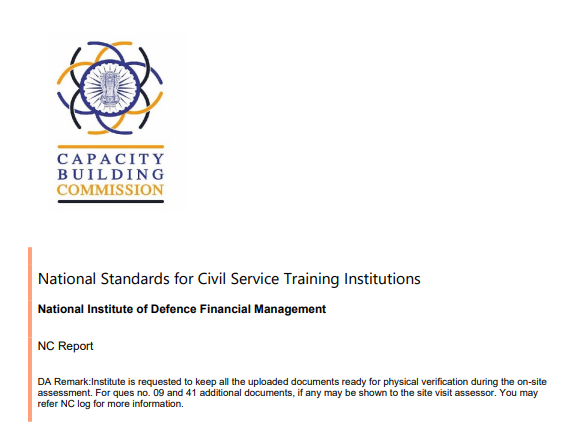 CAPACITY
BUILDING
COMMISSION
National Standards for Civil Service Training Institutions
National Institute of Defence Financial Management
NC Report
DA Remark:Institute is requested to keep all the uploaded documents ready for physical verification during the on-site
assessment. For ques no. 09 and 41 additional documents, if any may be shown to the site visit assessor. You may
refer NC log for more information.